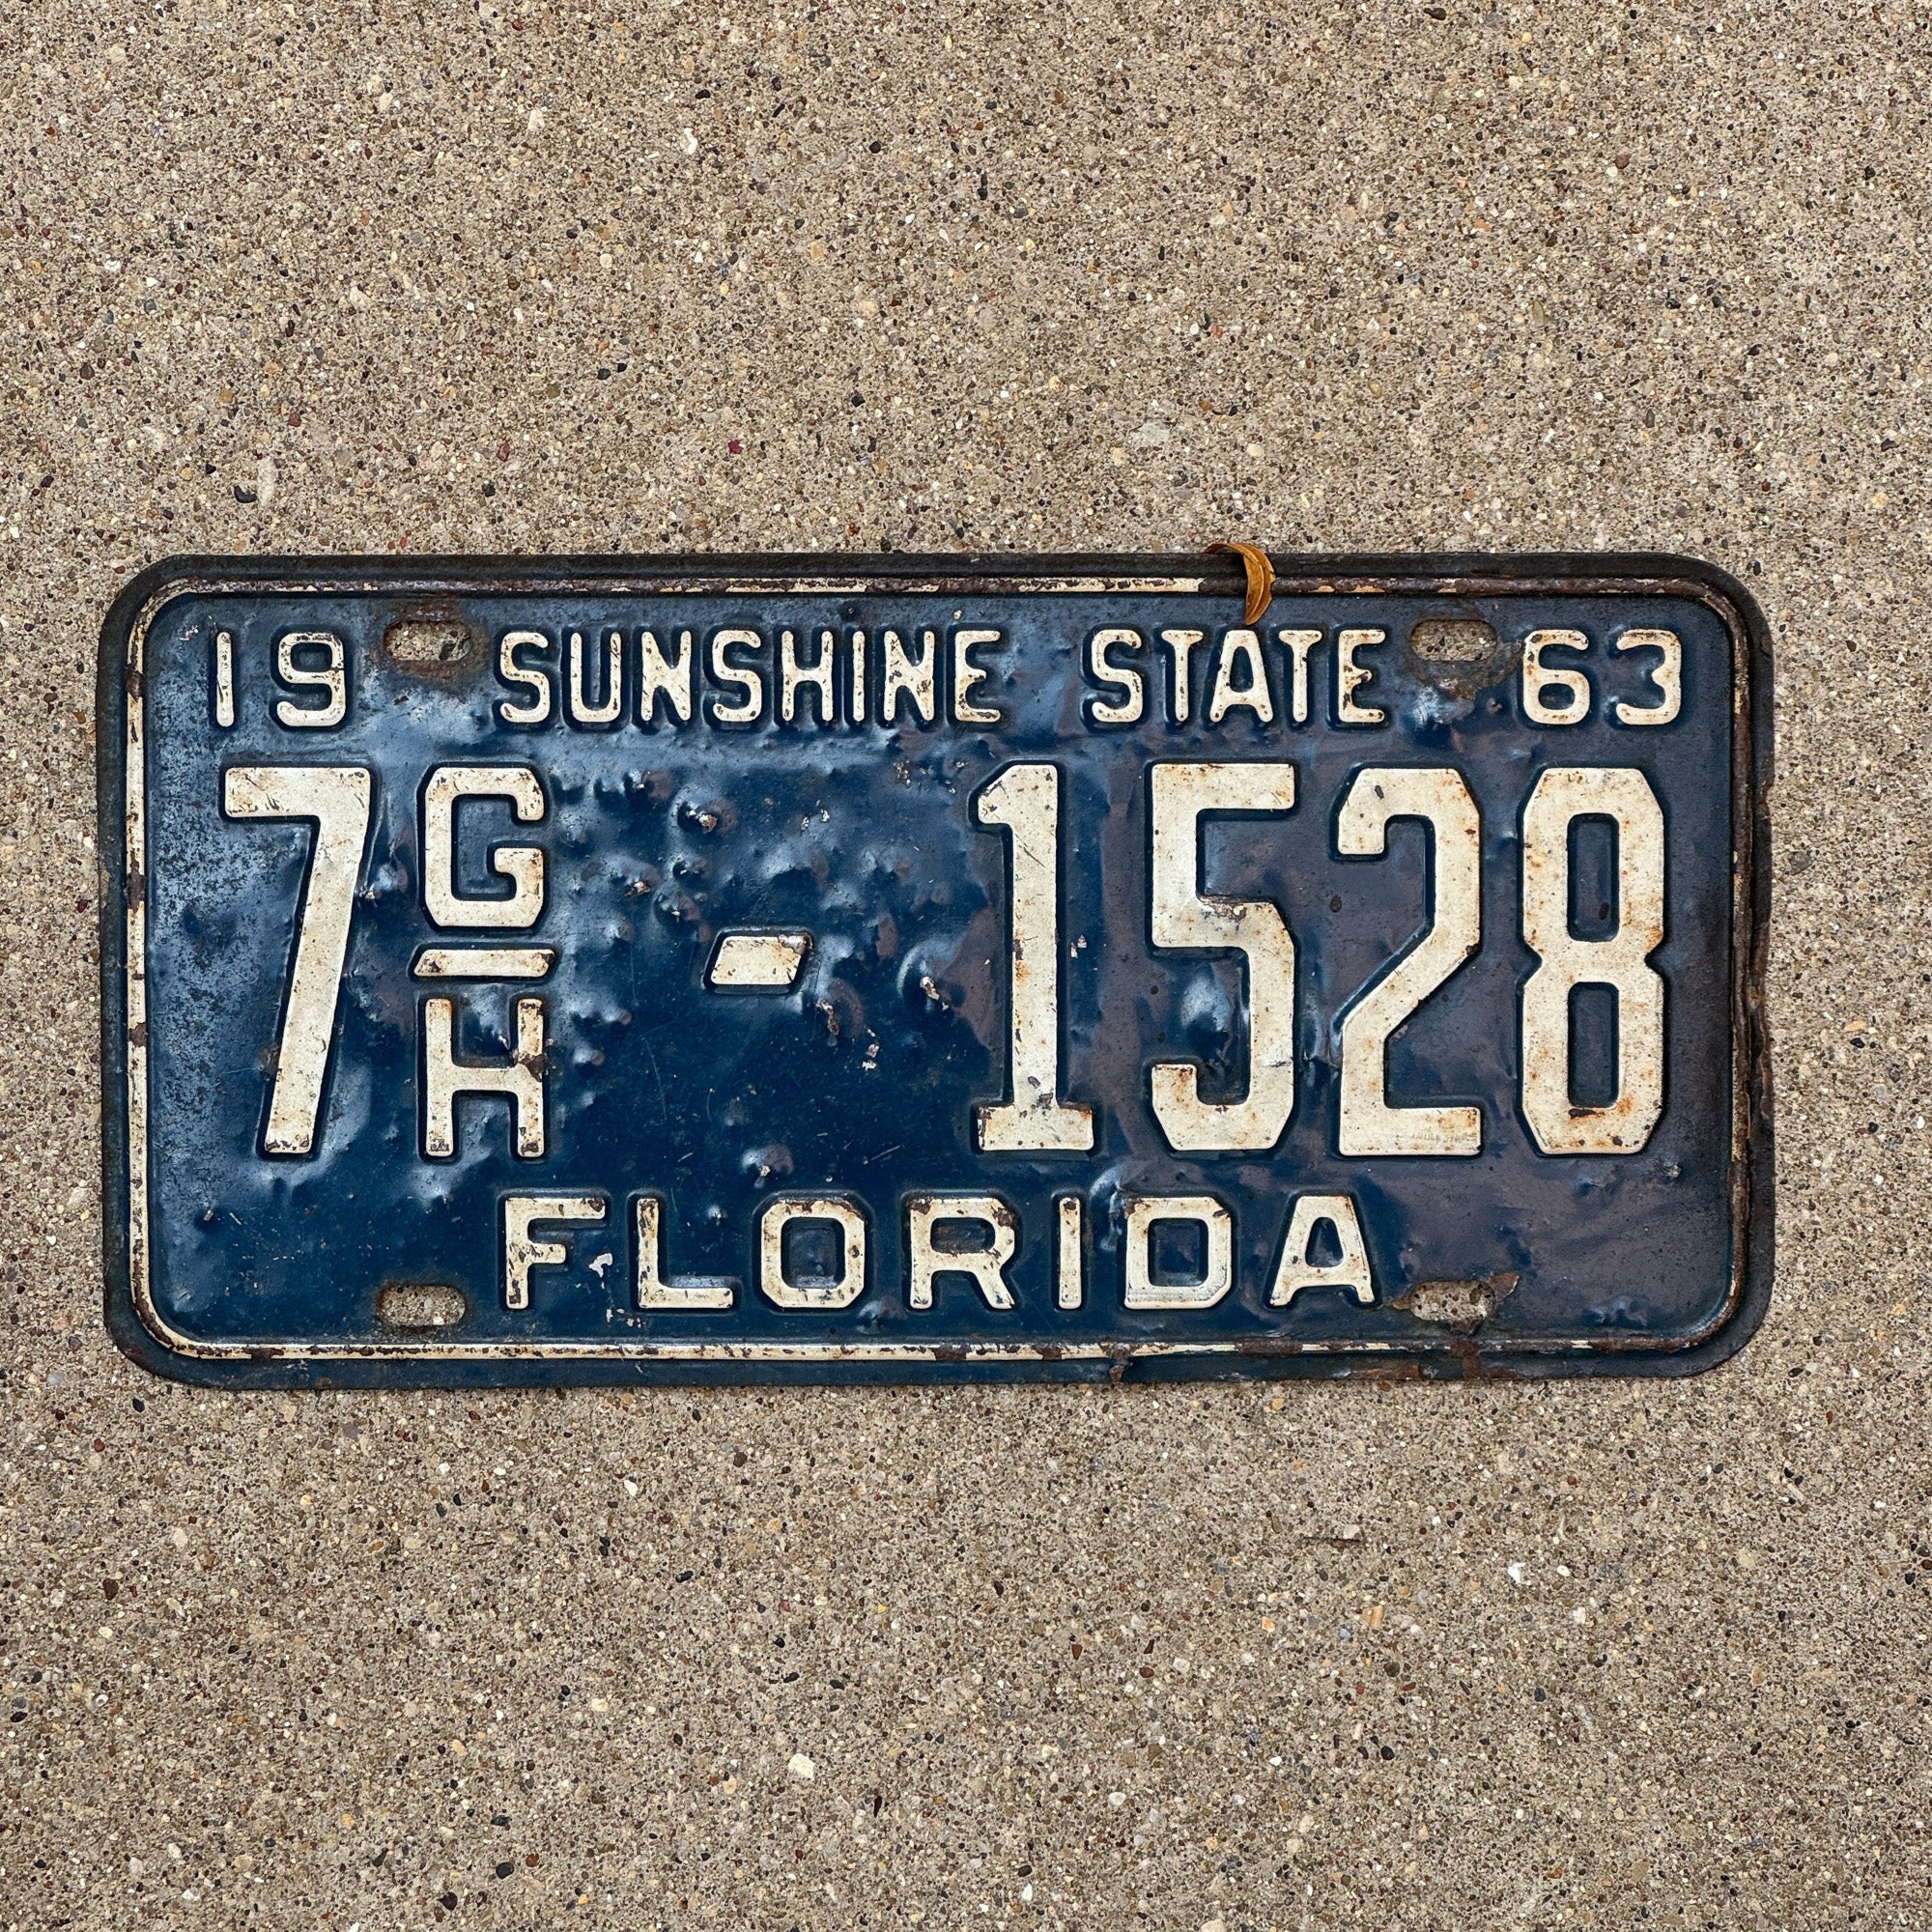 19 SUNSHINE STATE 63
7 G/H - 1528
FLORIDA